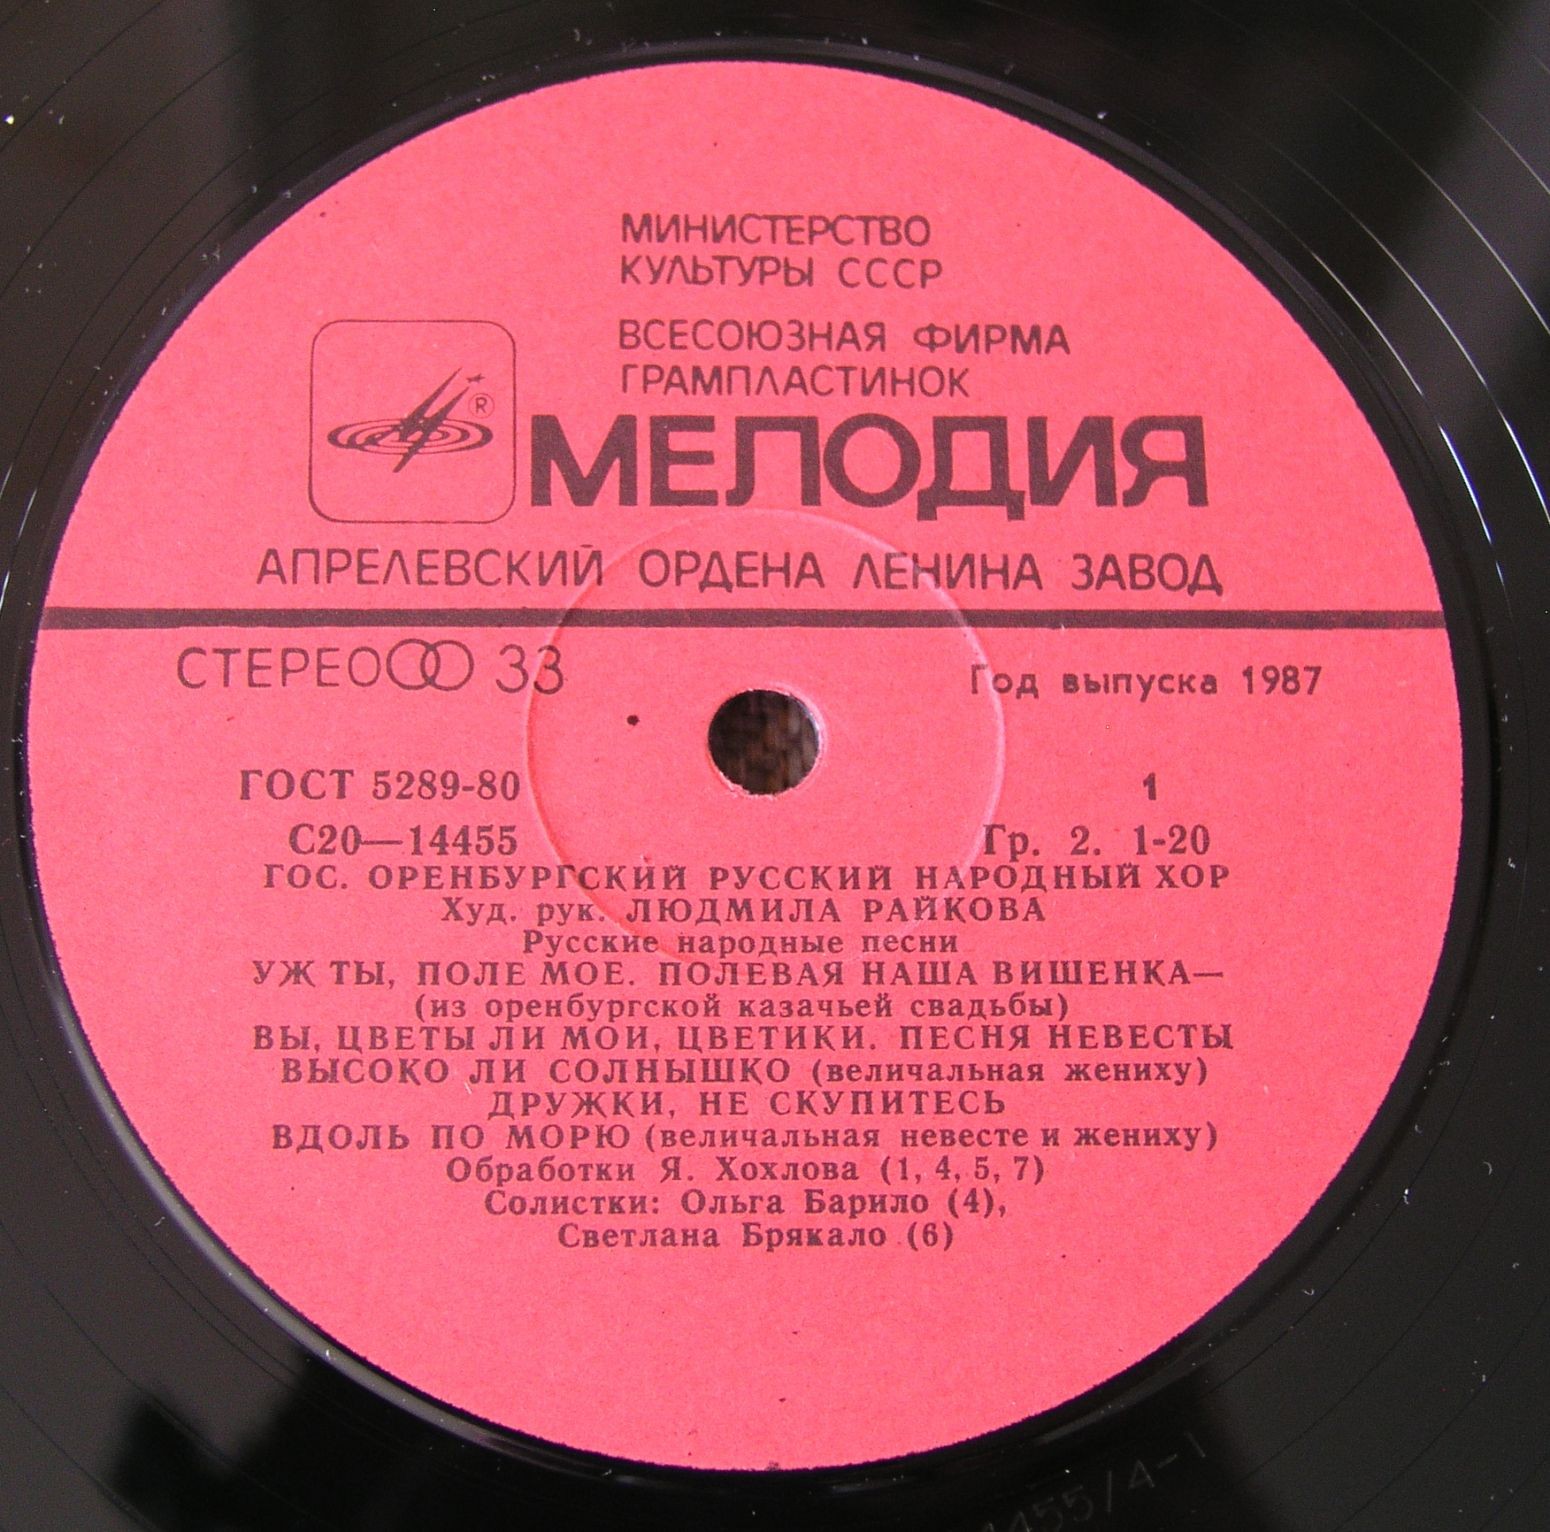 МИНИСТЕРСТВО
КУЛЬТУРЫ СССР
ВСЕСОЮЗНАЯ ФИРМА
ГРАМПЛАСТИНОК
®
МЕЛОДИЯ
АПРЕЛЕВСКИЙ ОРДЕНА ЛЕНИНА ЗАВОД
СТЕРЕО 33
Год выпуска 1987
ГОСТ 5289-80 1
С20—14455 Гр. 2. 1-20
ГОС. ОРЕНБУРГСКИЙ РУССКИЙ НАРОДНЫЙ ХОР
Худ. рук. ЛЮДМИЛА РАЙКОВА
Русские народные песни
УЖ ТЫ, ПОЛЕ МОЕ. ПОЛЕВАЯ НАША ВИШЕНКА—
(из оренбургской казачьей свадьбы)
ВЫ, ЦВЕТЫ ЛИ МОИ, ЦВЕТИКИ. ПЕСНЯ НЕВЕСТЫ
ВЫСОКО ЛИ СОЛНЫШКО (величальная жениху)
ДРУЖКИ, НЕ СКУПИТЕСЬ
ВДОЛЬ ПО МОРЮ (величальная невесте и жениху)
Обработки Я. Хохлова (1, 4, 5, 7)
Солистки: Ольга Барило (4),
Светлана Брякало (6)